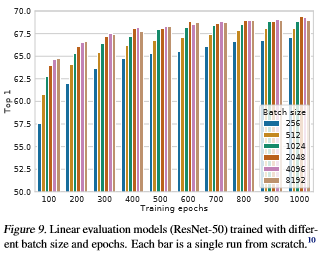 70.0
67.5
65.0
62.5
60.0
57.5
55.0
52.5
50.0
Top 1
100 200 300 400 500 600 700 800 900 1000
Training epochs
Batch size
256
512
1024
2048
4096
8192
Figure 9. Linear evaluation models (ResNet-50) trained with differ-
ent batch size and epochs. Each bar is a single run from scratch.10